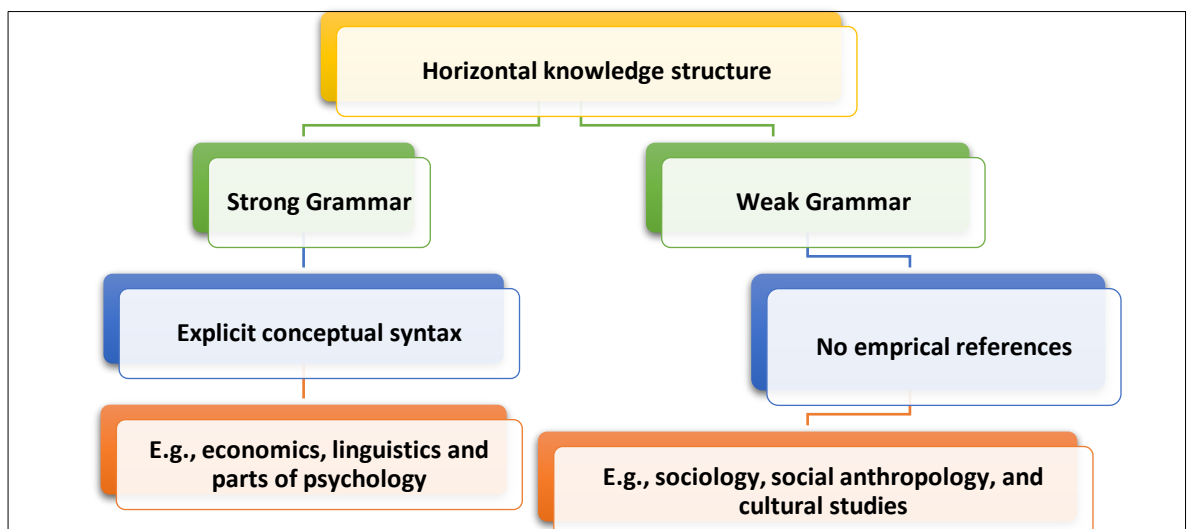 Horizontal knowledge structure
Strong Grammar
Weak Grammar
Explicit conceptual syntax
No emprical references
E.g., economics, linguistics and
parts of psychology
E.g., sociology, social anthropology, and
cultural studies